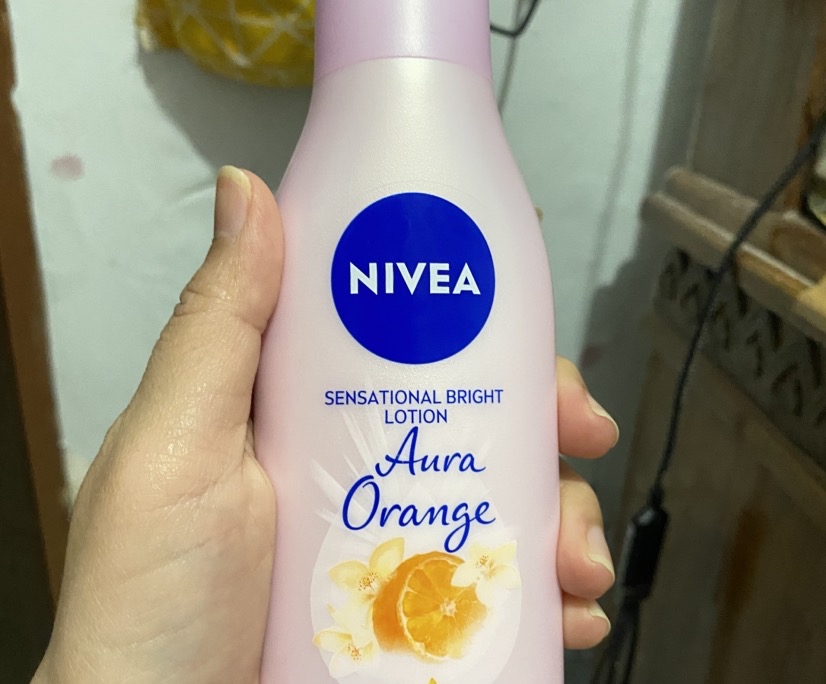 NIVEA
SENSATIONAL BRIGHT
LOTION
Aura
Orange